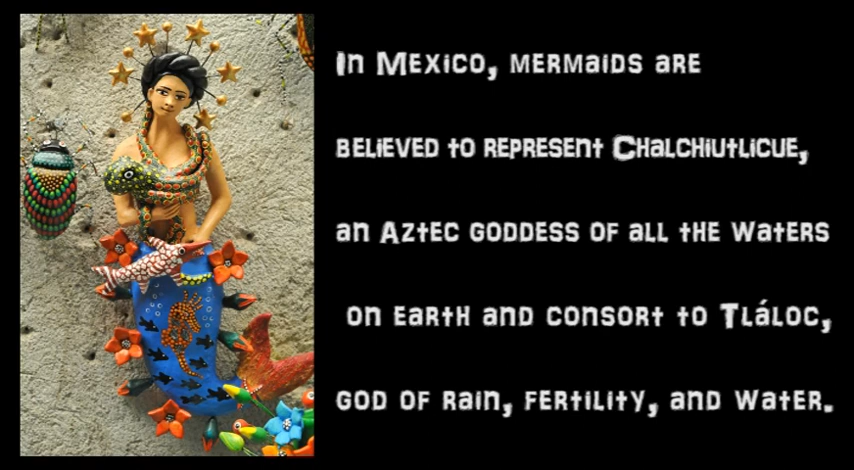 In Mexico, mermaids are
believed to represent Chalchiutlicue,
an Aztec goddess of all the waters
on earth and consort to Tláloc,
god of rain, fertility, and water.